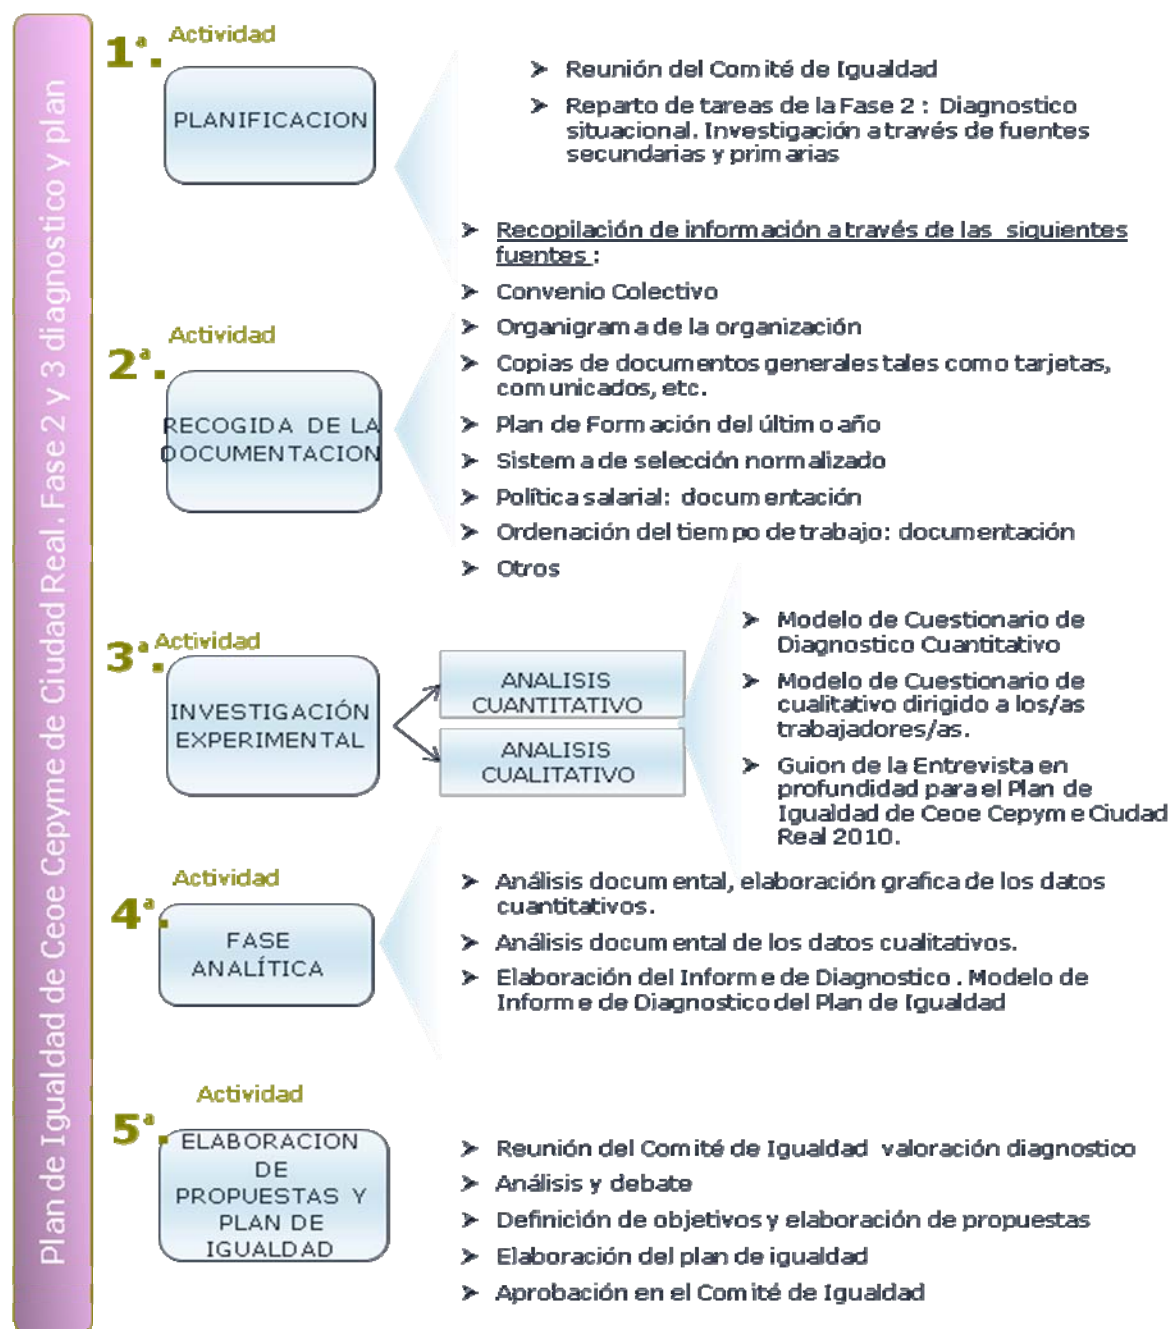 Plan de Igualdad de Ceoe Cepyme de Ciudad Real. Fase 2 y 3 diagnostico y plan
1ª. Actividad
PLANIFICACION
➢ Reunión del Comité de Igualdad
➢ Reparto de tareas de la Fase 2 : Diagnostico
situacional. Investigación a través de fuentes
secundarias y primarias
2ª. Actividad
RECOGIDA DE LA
DOCUMENTACION
➢ Recopilación de información a través de las siguientes
fuentes :
➢ Convenio Colectivo
➢ Organigrama de la organización
➢ Copias de documentos generales tales como tarjetas,
comunicados, etc.
➢ Plan de Formación del último año
➢ Sistema de selección normalizado
➢ Política salarial: documentación
➢ Ordenación del tiempo de trabajo: documentación
➢ Otros
3ª. Actividad
INVESTIGACIÓN
EXPERIMENTAL
ANALISIS
CUANTITATIVO
ANALISIS
CUALITATIVO
➢ Modelo de Cuestionario de
Diagnostico Cuantitativo
➢ Modelo de Cuestionario de
cualitativo dirigido a los/as
trabajadores/as.
➢ Guion de la Entrevista en
profundidad para el Plan de
Igualdad de Ceoe Cepyme Ciudad
Real 2010.
4ª. Actividad
FASE
ANALÍTICA
➢ Análisis documental, elaboración grafica de los datos
cuantitativos.
➢ Análisis documental de los datos cualitativos.
➢ Elaboración del Informe de Diagnostico . Modelo de
Informe de Diagnostico del Plan de Igualdad
5ª. Actividad
ELABORACION
DE
PROPUESTAS Y
PLAN DE
IGUALDAD
➢ Reunión del Comité de Igualdad valoración diagnostico
➢ Análisis y debate
➢ Definición de objetivos y elaboración de propuestas
➢ Elaboración del plan de igualdad
➢ Aprobación en el Comité de Igualdad